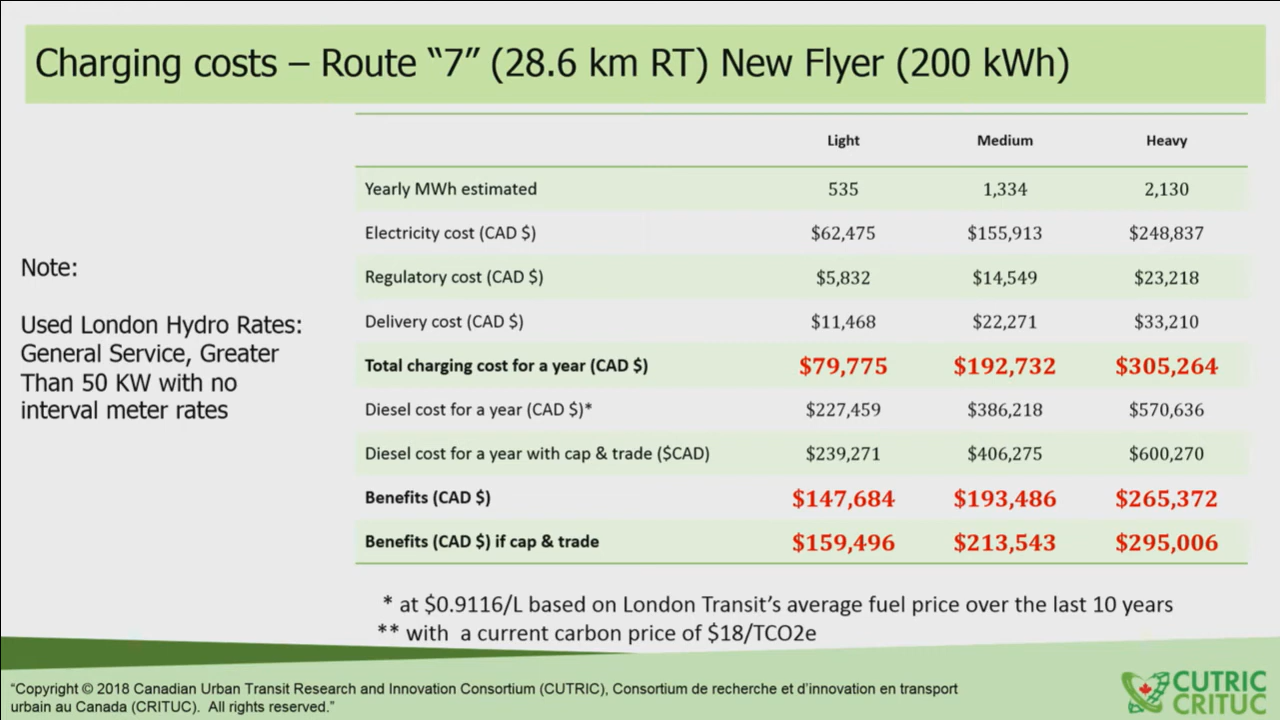 Charging costs – Route “7” (28.6 km RT) New Flyer (200 kWh)
Light Medium Heavy
Yearly MWh estimated 535 1,334 2,130
Electricity cost (CAD $) $62,475 $155,913 $248,837
Regulatory cost (CAD $) $5,832 $14,549 $23,218
Delivery cost (CAD $) $11,468 $22,271 $33,210
Total charging cost for a year (CAD $) $79,775 $192,732 $305,264
Diesel cost for a year (CAD $)* $227,459 $386,218 $570,636
Diesel cost for a year with cap & trade ($CAD) $239,271 $406,275 $600,270
Benefits (CAD $) $147,684 $193,486 $265,372
Benefits (CAD $) if cap & trade $159,496 $213,543 $295,006
Note:
Used London Hydro Rates:
General Service, Greater
Than 50 KW with no
interval meter rates
* at $0.9116/L based on London Transit’s average fuel price over the last 10 years
** with a current carbon price of $18/TCO2e
“Copyright © 2018 Canadian Urban Transit Research and Innovation Consortium (CUTRIC), Consortium de recherche et d’innovation en transport
urbain au Canada (CRITUC). All rights reserved.”
CUTRIC
CRITUC